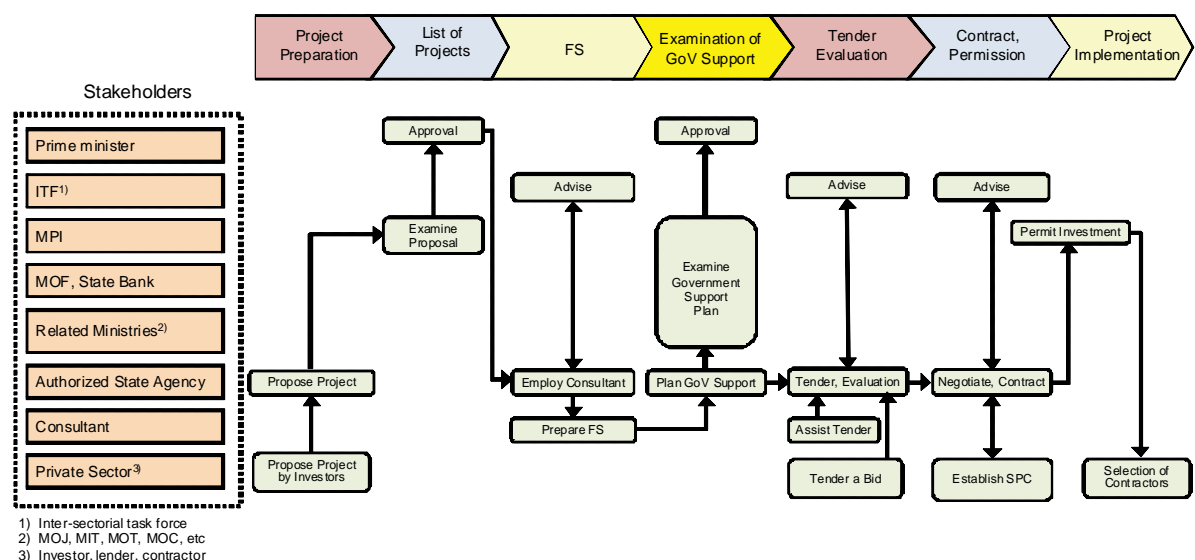 Project
Preparation
List of
Projects
FS
Examination of
GoV Support
Tender
Evaluation
Contract,
Permission
Project
Implementation
Stakeholders
Prime minister
ITF1)
MPI
MOF, State Bank
Related Ministries2)
Authorized State Agency
Consultant
Private Sector3)
Approval
Approval
Advise
Advise
Advise
Examine
Proposal
Permit Investment
Examine
Government
Support
Plan
Propose Project
Employ Consultant
Plan GoV Support
Tender, Evaluation
Negotiate, Contract
Prepare FS
Assist Tender
Propose Project
by Investors
Tender a Bid
Establish SPC
Selection of
Contractors
1) Inter-sectorial task force
2) MOJ, MIT, MOT, MOC, etc
3) Investor, lender, contractor